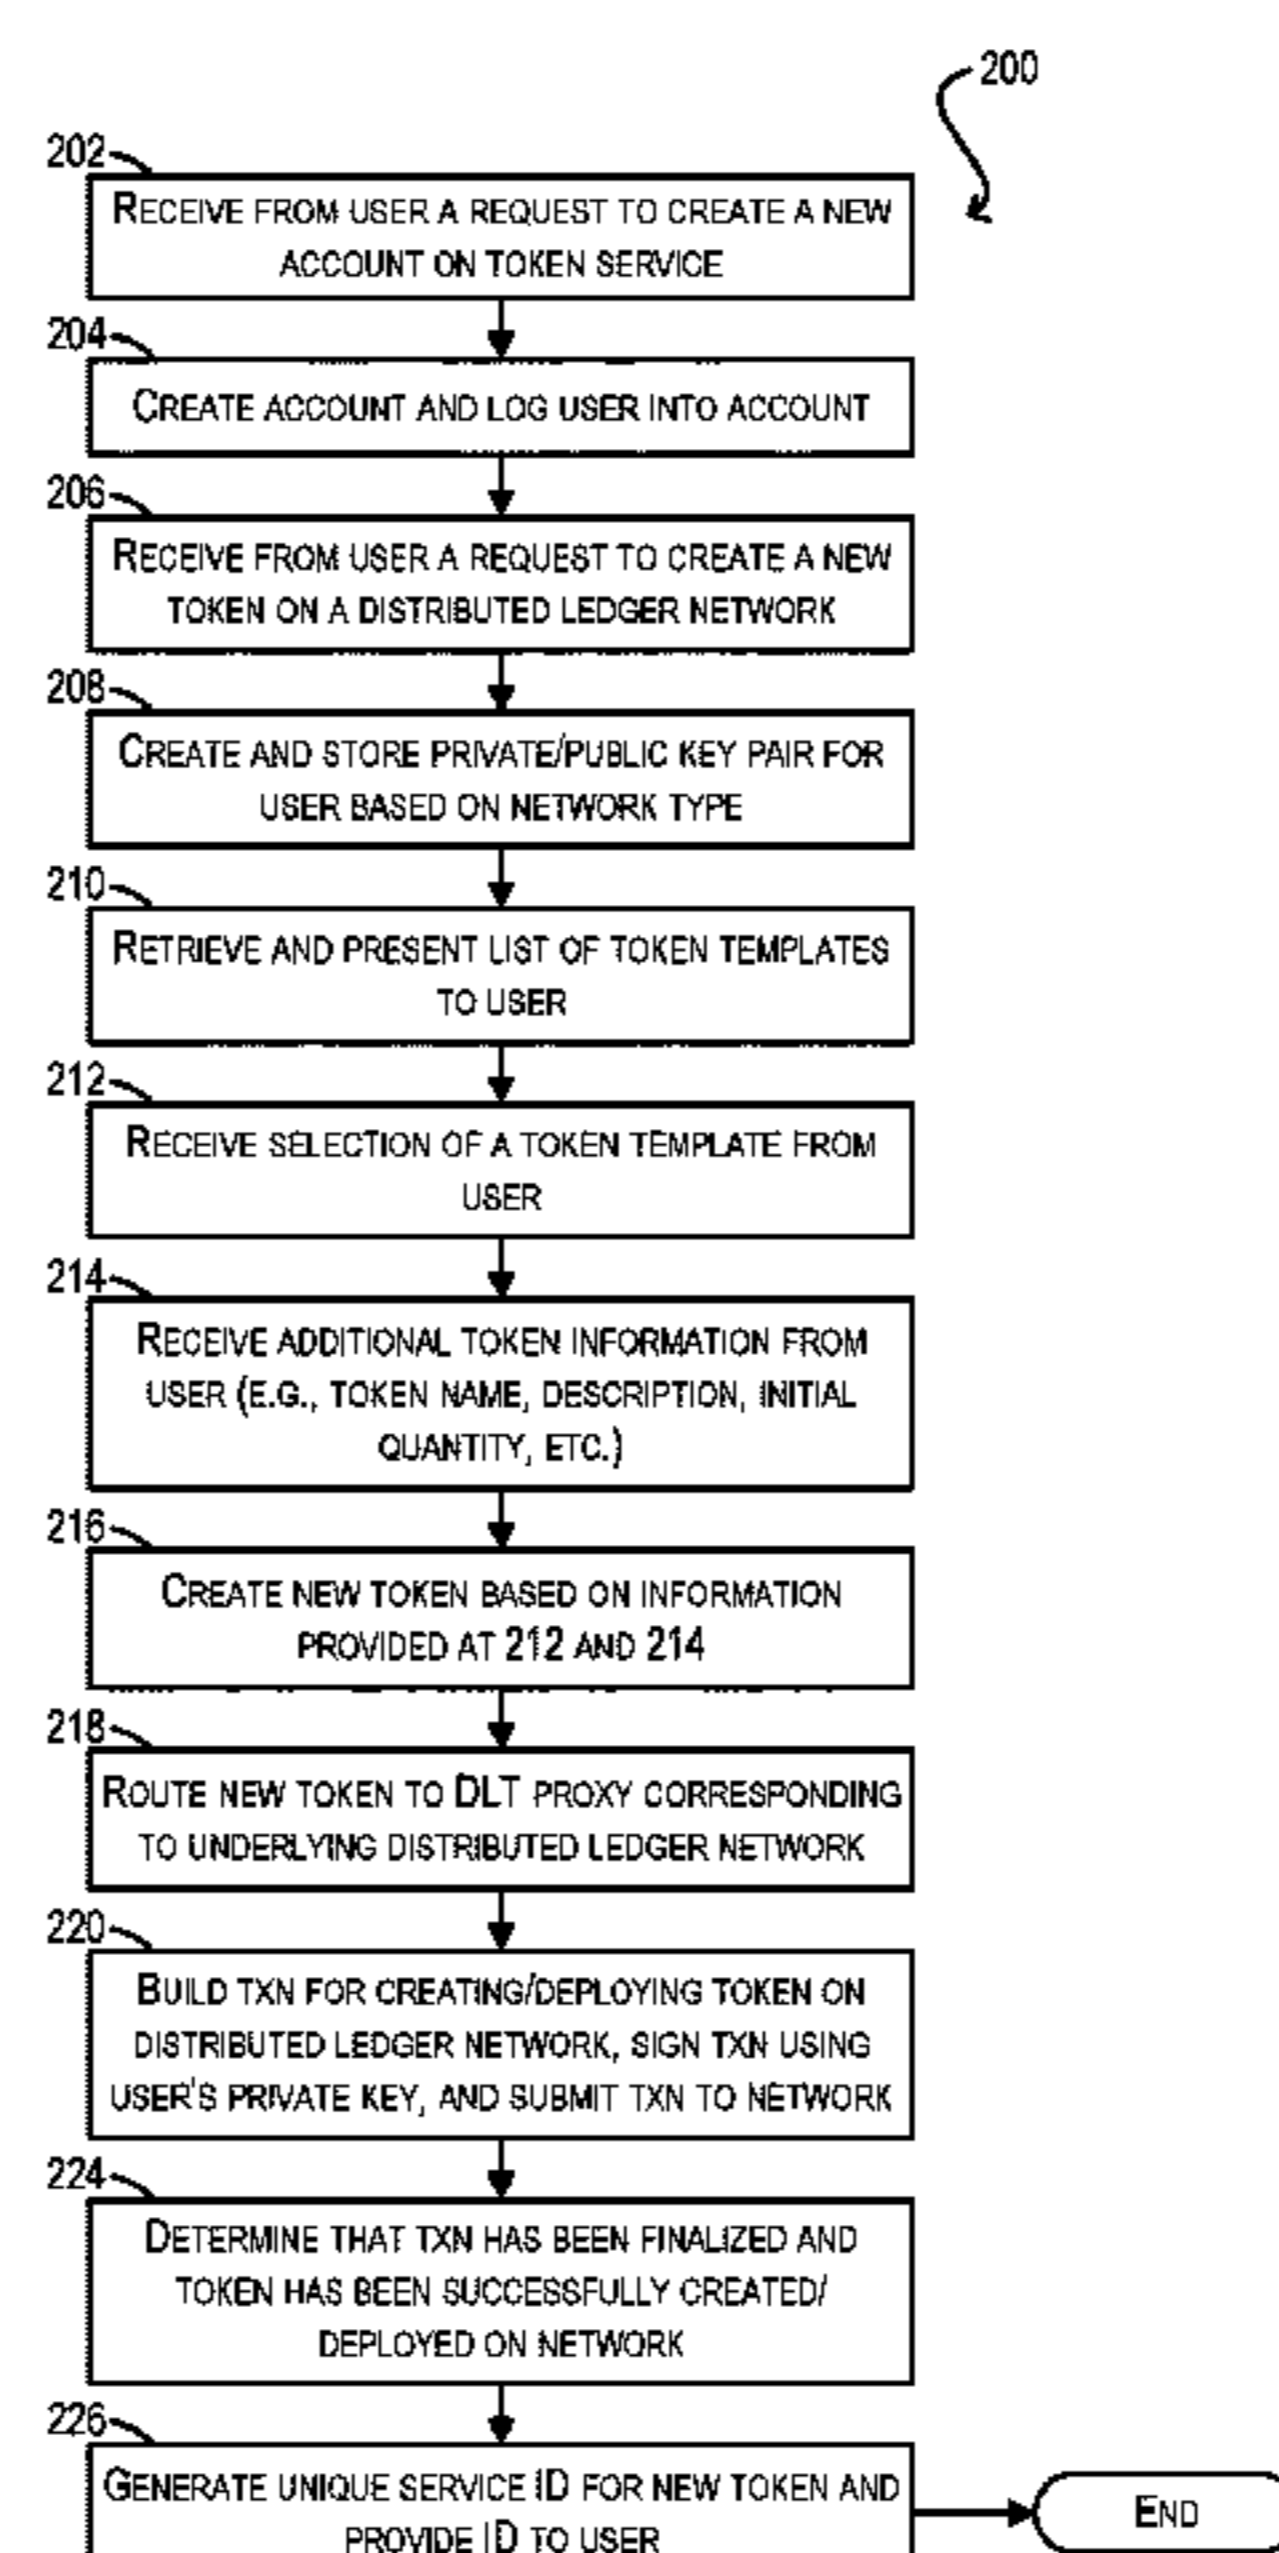 200
202
RECEIVE FROM USER A REQUEST TO CREATE A NEW
ACCOUNT ON TOKEN SERVICE
204
CREATE ACCOUNT AND LOG USER INTO ACCOUNT
206
RECEIVE FROM USER A REQUEST TO CREATE A NEW
TOKEN ON A DISTRIBUTED LEDGER NETWORK
208
CREATE AND STORE PRIVATE/PUBLIC KEY PAIR FOR
USER BASED ON NETWORK TYPE
210
RETRIEVE AND PRESENT LIST OF TOKEN TEMPLATES
TO USER
212
RECEIVE SELECTION OF A TOKEN TEMPLATE FROM
USER
214
RECEIVE ADDITIONAL TOKEN INFORMATION FROM
USER (E.G., TOKEN NAME, DESCRIPTION, INITIAL
QUANTITY, ETC.)
216
CREATE NEW TOKEN BASED ON INFORMATION
PROVIDED AT 212 AND 214
218
ROUTE NEW TOKEN TO DLT PROXY CORRESPONDING
TO UNDERLYING DISTRIBUTED LEDGER NETWORK
220
BUILD TXN FOR CREATING/DEPLOYING TOKEN ON
DISTRIBUTED LEDGER NETWORK, SIGN TXN USING
USER'S PRIVATE KEY, AND SUBMIT TXN TO NETWORK
224
DETERMINE THAT TXN HAS BEEN FINALIZED AND
TOKEN HAS BEEN SUCCESSFULLY CREATED/
DEPLOYED ON NETWORK
226
GENERATE UNIQUE SERVICE ID FOR NEW TOKEN AND
PROVIDE ID TO USER
END